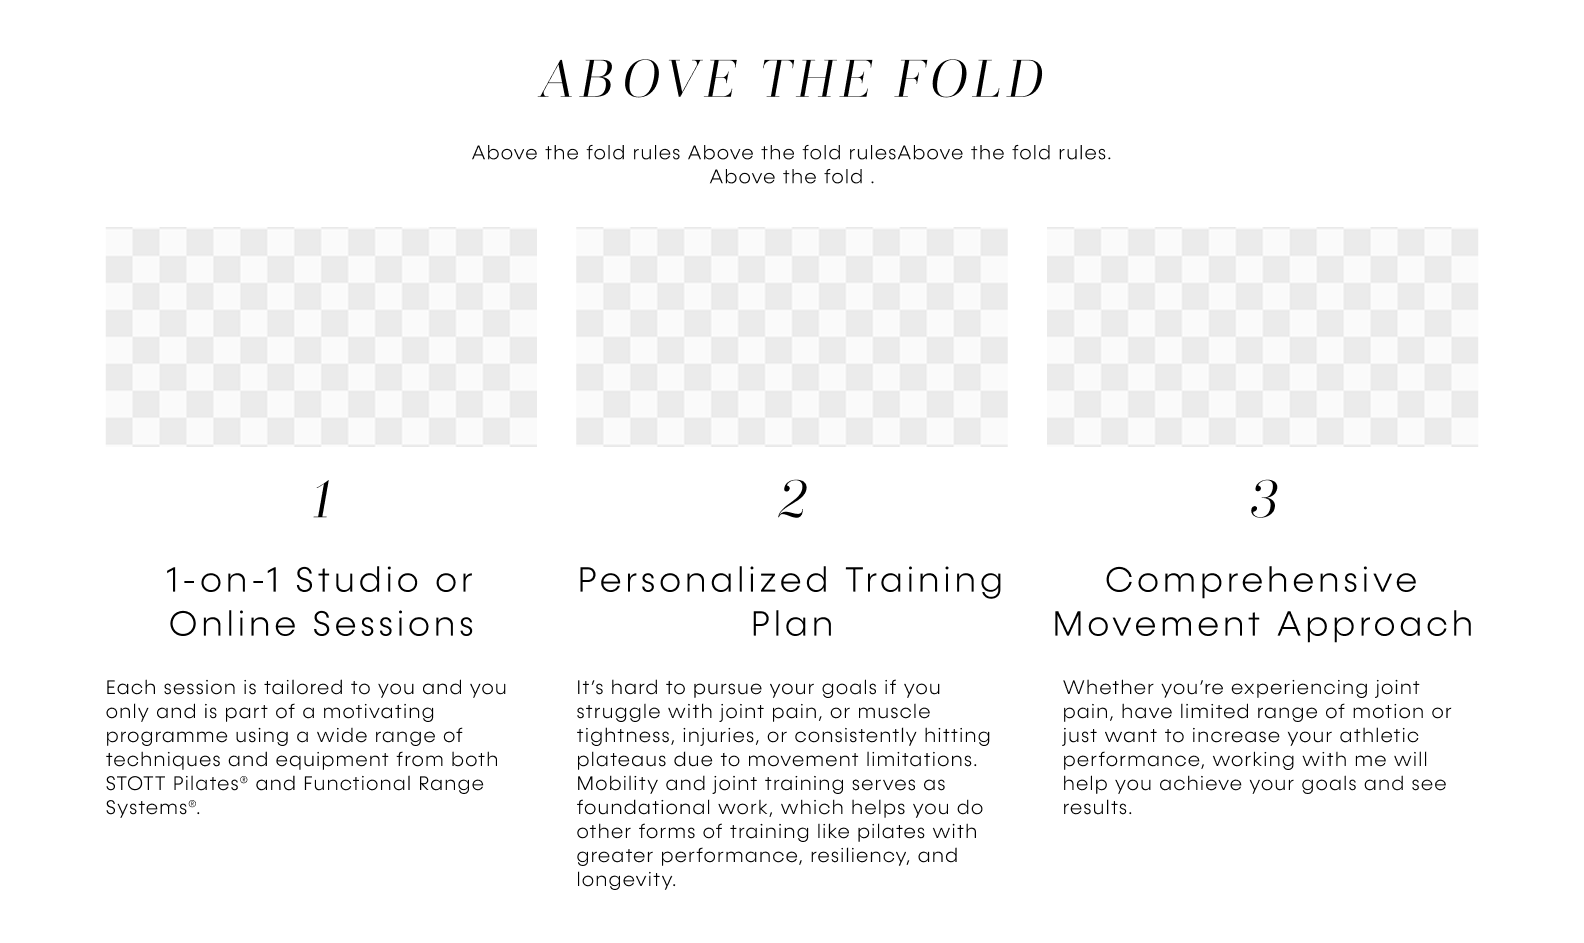 ABOVE THE FOLD
Above the fold rules Above the fold rulesAbove the fold rules.
Above the fold .
1
1-on-1 Studio or
Online Sessions
Each session is tailored to you and you
only and is part of a motivating
programme using a wide range of
techniques and equipment from both
STOTT Pilates® and Functional Range
Systems®.
2
Personalized Training
Plan
It’s hard to pursue your goals if you
struggle with joint pain, or muscle
tightness, injuries, or consistently hitting
plateaus due to movement limitations.
Mobility and joint training serves as
foundational work, which helps you do
other forms of training like pilates with
greater performance, resiliency, and
longevity.
3
Comprehensive
Movement Approach
Whether you’re experiencing joint
pain, have limited range of motion or
just want to increase your athletic
performance, working with me will
help you achieve your goals and see
results.